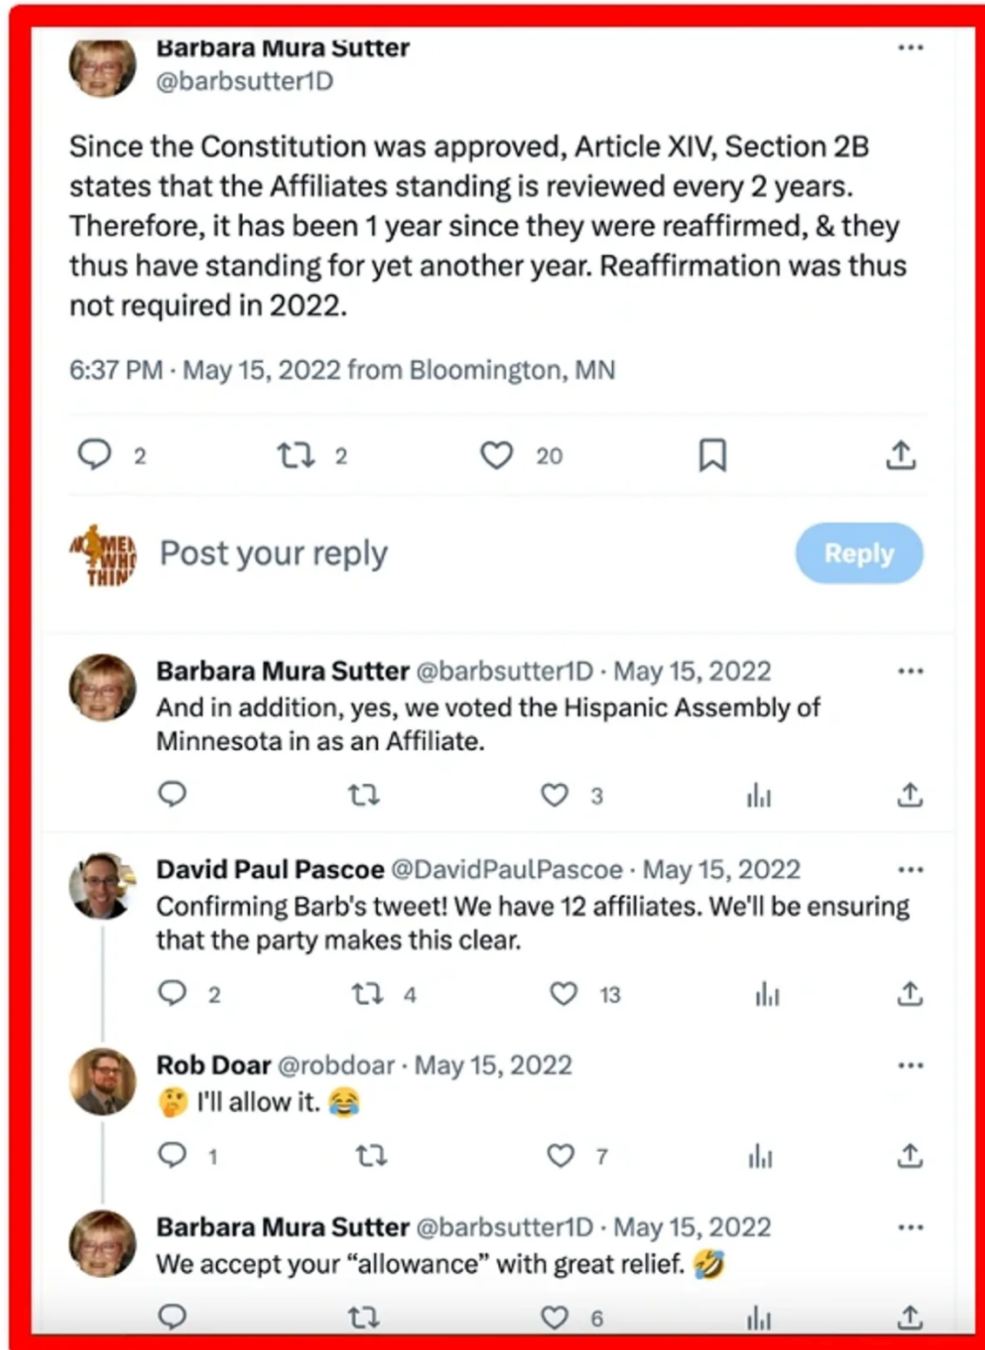 Barbara Mura Sutter
@barbsutter1D
Since the Constitution was approved, Article XIV, Section 2B
states that the Affiliates standing is reviewed every 2 years.
Therefore, it has been 1 year since they were reaffirmed, & they
thus have standing for yet another year. Reaffirmation was thus
not required in 2022.
6:37 PM · May 15, 2022 from Bloomington, MN
2 2 20
MEN
WHO
THIN
Post your reply
Reply
Barbara Mura Sutter @barbsutter1D · May 15, 2022
And in addition, yes, we voted the Hispanic Assembly of
Minnesota in as an Affiliate.
3
David Paul Pascoe @DavidPaulPascoe · May 15, 2022
Confirming Barb's tweet! We have 12 affiliates. We'll be ensuring
that the party makes this clear.
2 4 13
Rob Doar @robdoar · May 15, 2022
🤔 I'll allow it. 😂
1 7
Barbara Mura Sutter @barbsutter1D · May 15, 2022
We accept your “allowance” with great relief. 🤣
6